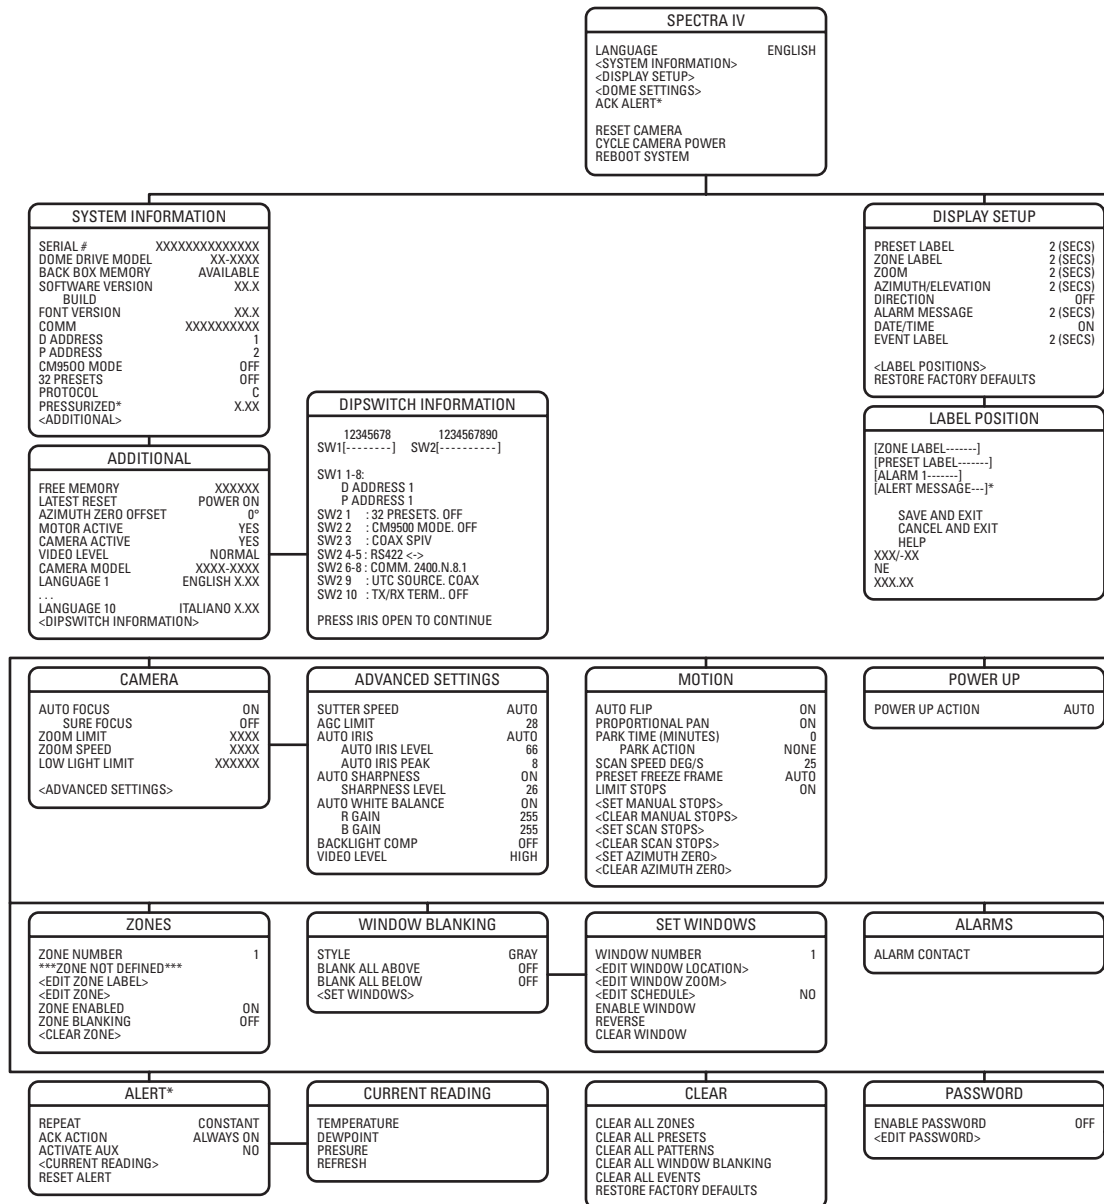 SPECTRA IV
LANGUAGE ENGLISH
<SYSTEM INFORMATION>
<DISPLAY SETUP>
<DOME SETTINGS>
ACK ALERT*
RESET CAMERA
CYCLE CAMERA POWER
REBOOT SYSTEM
SYSTEM INFORMATION
SERIAL # XXXXXXXXXXXXXX
DOME DRIVE MODEL XX-XXXX
BACK BOX MEMORY AVAILABLE
SOFTWARE VERSION XX.X
BUILD
FONT VERSION XX.X
COMM XXXXXXXXXX
D ADDRESS 1
P ADDRESS 2
CM9500 MODE OFF
32 PRESETS OFF
PROTOCOL C
PRESSURIZED* X.XX
<ADDITIONAL>
ADDITIONAL
FREE MEMORY XXXXXX
LATEST RESET POWER ON
AZIMUTH ZERO OFFSET 0°
MOTOR ACTIVE YES
CAMERA ACTIVE YES
VIDEO LEVEL NORMAL
CAMERA MODEL XXXX-XXXX
LANGUAGE 1 ENGLISH X.XX
. . .
LANGUAGE 10 ITALIANO X.XX
<DIPSWITCH INFORMATION>
DIPSWITCH INFORMATION
12345678 1234567890
SW1[--------] SW2[----------]
SW1 1-8:
D ADDRESS 1
P ADDRESS 1
SW2 1 : 32 PRESETS. OFF
SW2 2 : CM9500 MODE. OFF
SW2 3 : COAX SPIV
SW2 4-5 : RS422 <->
SW2 6-8 : COMM. 2400.N.8.1
SW2 9 : UTC SOURCE. COAX
SW2 10 : TX/RX TERM.. OFF
PRESS IRIS OPEN TO CONTINUE
DISPLAY SETUP
PRESET LABEL 2 (SECS)
ZONE LABEL 2 (SECS)
ZOOM 2 (SECS)
AZIMUTH/ELEVATION 2 (SECS)
DIRECTION OFF
ALARM MESSAGE 2 (SECS)
DATE/TIME ON
EVENT LABEL 2 (SECS)
<LABEL POSITIONS>
RESTORE FACTORY DEFAULTS
LABEL POSITION
[ZONE LABEL-------]
[PRESET LABEL-------]
[ALARM 1-------]
[ALERT MESSAGE---]*
SAVE AND EXIT
CANCEL AND EXIT
HELP
XXX/-XX
NE
XXX.XX
CAMERA
AUTO FOCUS ON
SURE FOCUS OFF
ZOOM LIMIT XXXX
ZOOM SPEED XXXX
LOW LIGHT LIMIT XXXXXX
<ADVANCED SETTINGS>
ADVANCED SETTINGS
SUTTER SPEED AUTO
AGC LIMIT 28
AUTO IRIS AUTO
AUTO IRIS LEVEL 66
AUTO IRIS PEAK 8
AUTO SHARPNESS ON
SHARPNESS LEVEL 26
AUTO WHITE BALANCE ON
R GAIN 255
B GAIN 255
BACKLIGHT COMP OFF
VIDEO LEVEL HIGH
MOTION
AUTO FLIP ON
PROPORTIONAL PAN ON
PARK TIME (MINUTES) 0
PARK ACTION NONE
SCAN SPEED DEG/S 25
PRESET FREEZE FRAME AUTO
LIMIT STOPS ON
<SET MANUAL STOPS>
<CLEAR MANUAL STOPS>
<SET SCAN STOPS>
<CLEAR SCAN STOPS>
<SET AZIMUTH ZERO>
<CLEAR AZIMUTH ZERO>
POWER UP
POWER UP ACTION AUTO
ZONES
ZONE NUMBER 1
***ZONE NOT DEFINED***
<EDIT ZONE LABEL>
<EDIT ZONE>
ZONE ENABLED ON
ZONE BLANKING OFF
<CLEAR ZONE>
WINDOW BLANKING
STYLE GRAY
BLANK ALL ABOVE OFF
BLANK ALL BELOW OFF
<SET WINDOWS>
SET WINDOWS
WINDOW NUMBER 1
<EDIT WINDOW LOCATION>
<EDIT WINDOW ZOOM>
<EDIT SCHEDULE> NO
ENABLE WINDOW
REVERSE
CLEAR WINDOW
ALARMS
ALARM CONTACT
ALERT*
REPEAT CONSTANT
ACK ACTION ALWAYS ON
ACTIVATE AUX NO
<CURRENT READING>
RESET ALERT
CURRENT READING
TEMPERATURE
DEWPOINT
PRESURE
REFRESH
CLEAR
CLEAR ALL ZONES
CLEAR ALL PRESETS
CLEAR ALL PATTERNS
CLEAR ALL WINDOW BLANKING
CLEAR ALL EVENTS
RESTORE FACTORY DEFAULTS
PASSWORD
ENABLE PASSWORD OFF
<EDIT PASSWORD>